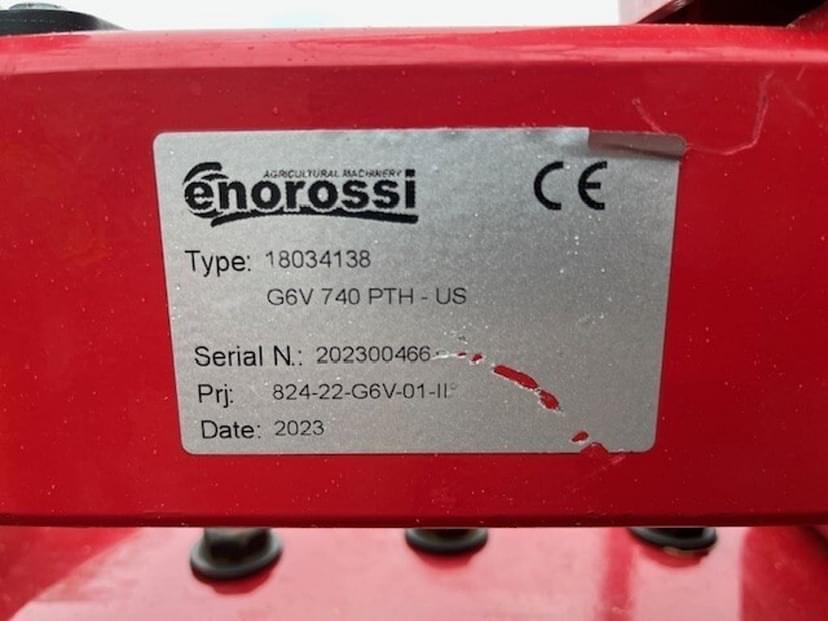 AGRICULTURAL MACHINERY
enorossi
CE
Type: 18034138
G6V 740 PTH - US
Serial N.: 202300466
Prj: 824-22-G6V-01-II°
Date: 2023